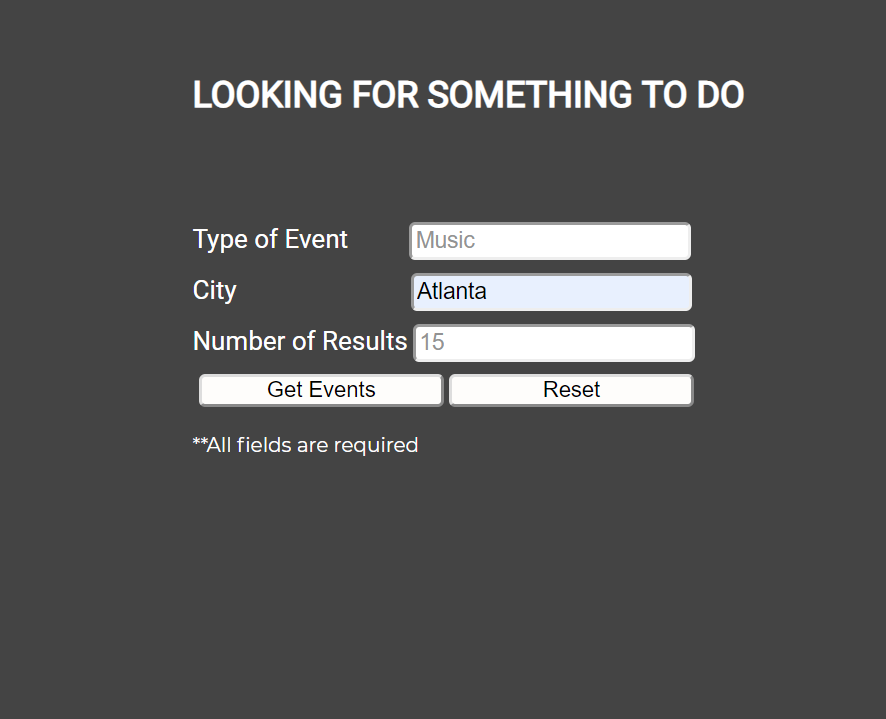 LOOKING FOR SOMETHING TO DO
Type of Event Music
City Atlanta
Number of Results 15
Get Events Reset
**All fields are required